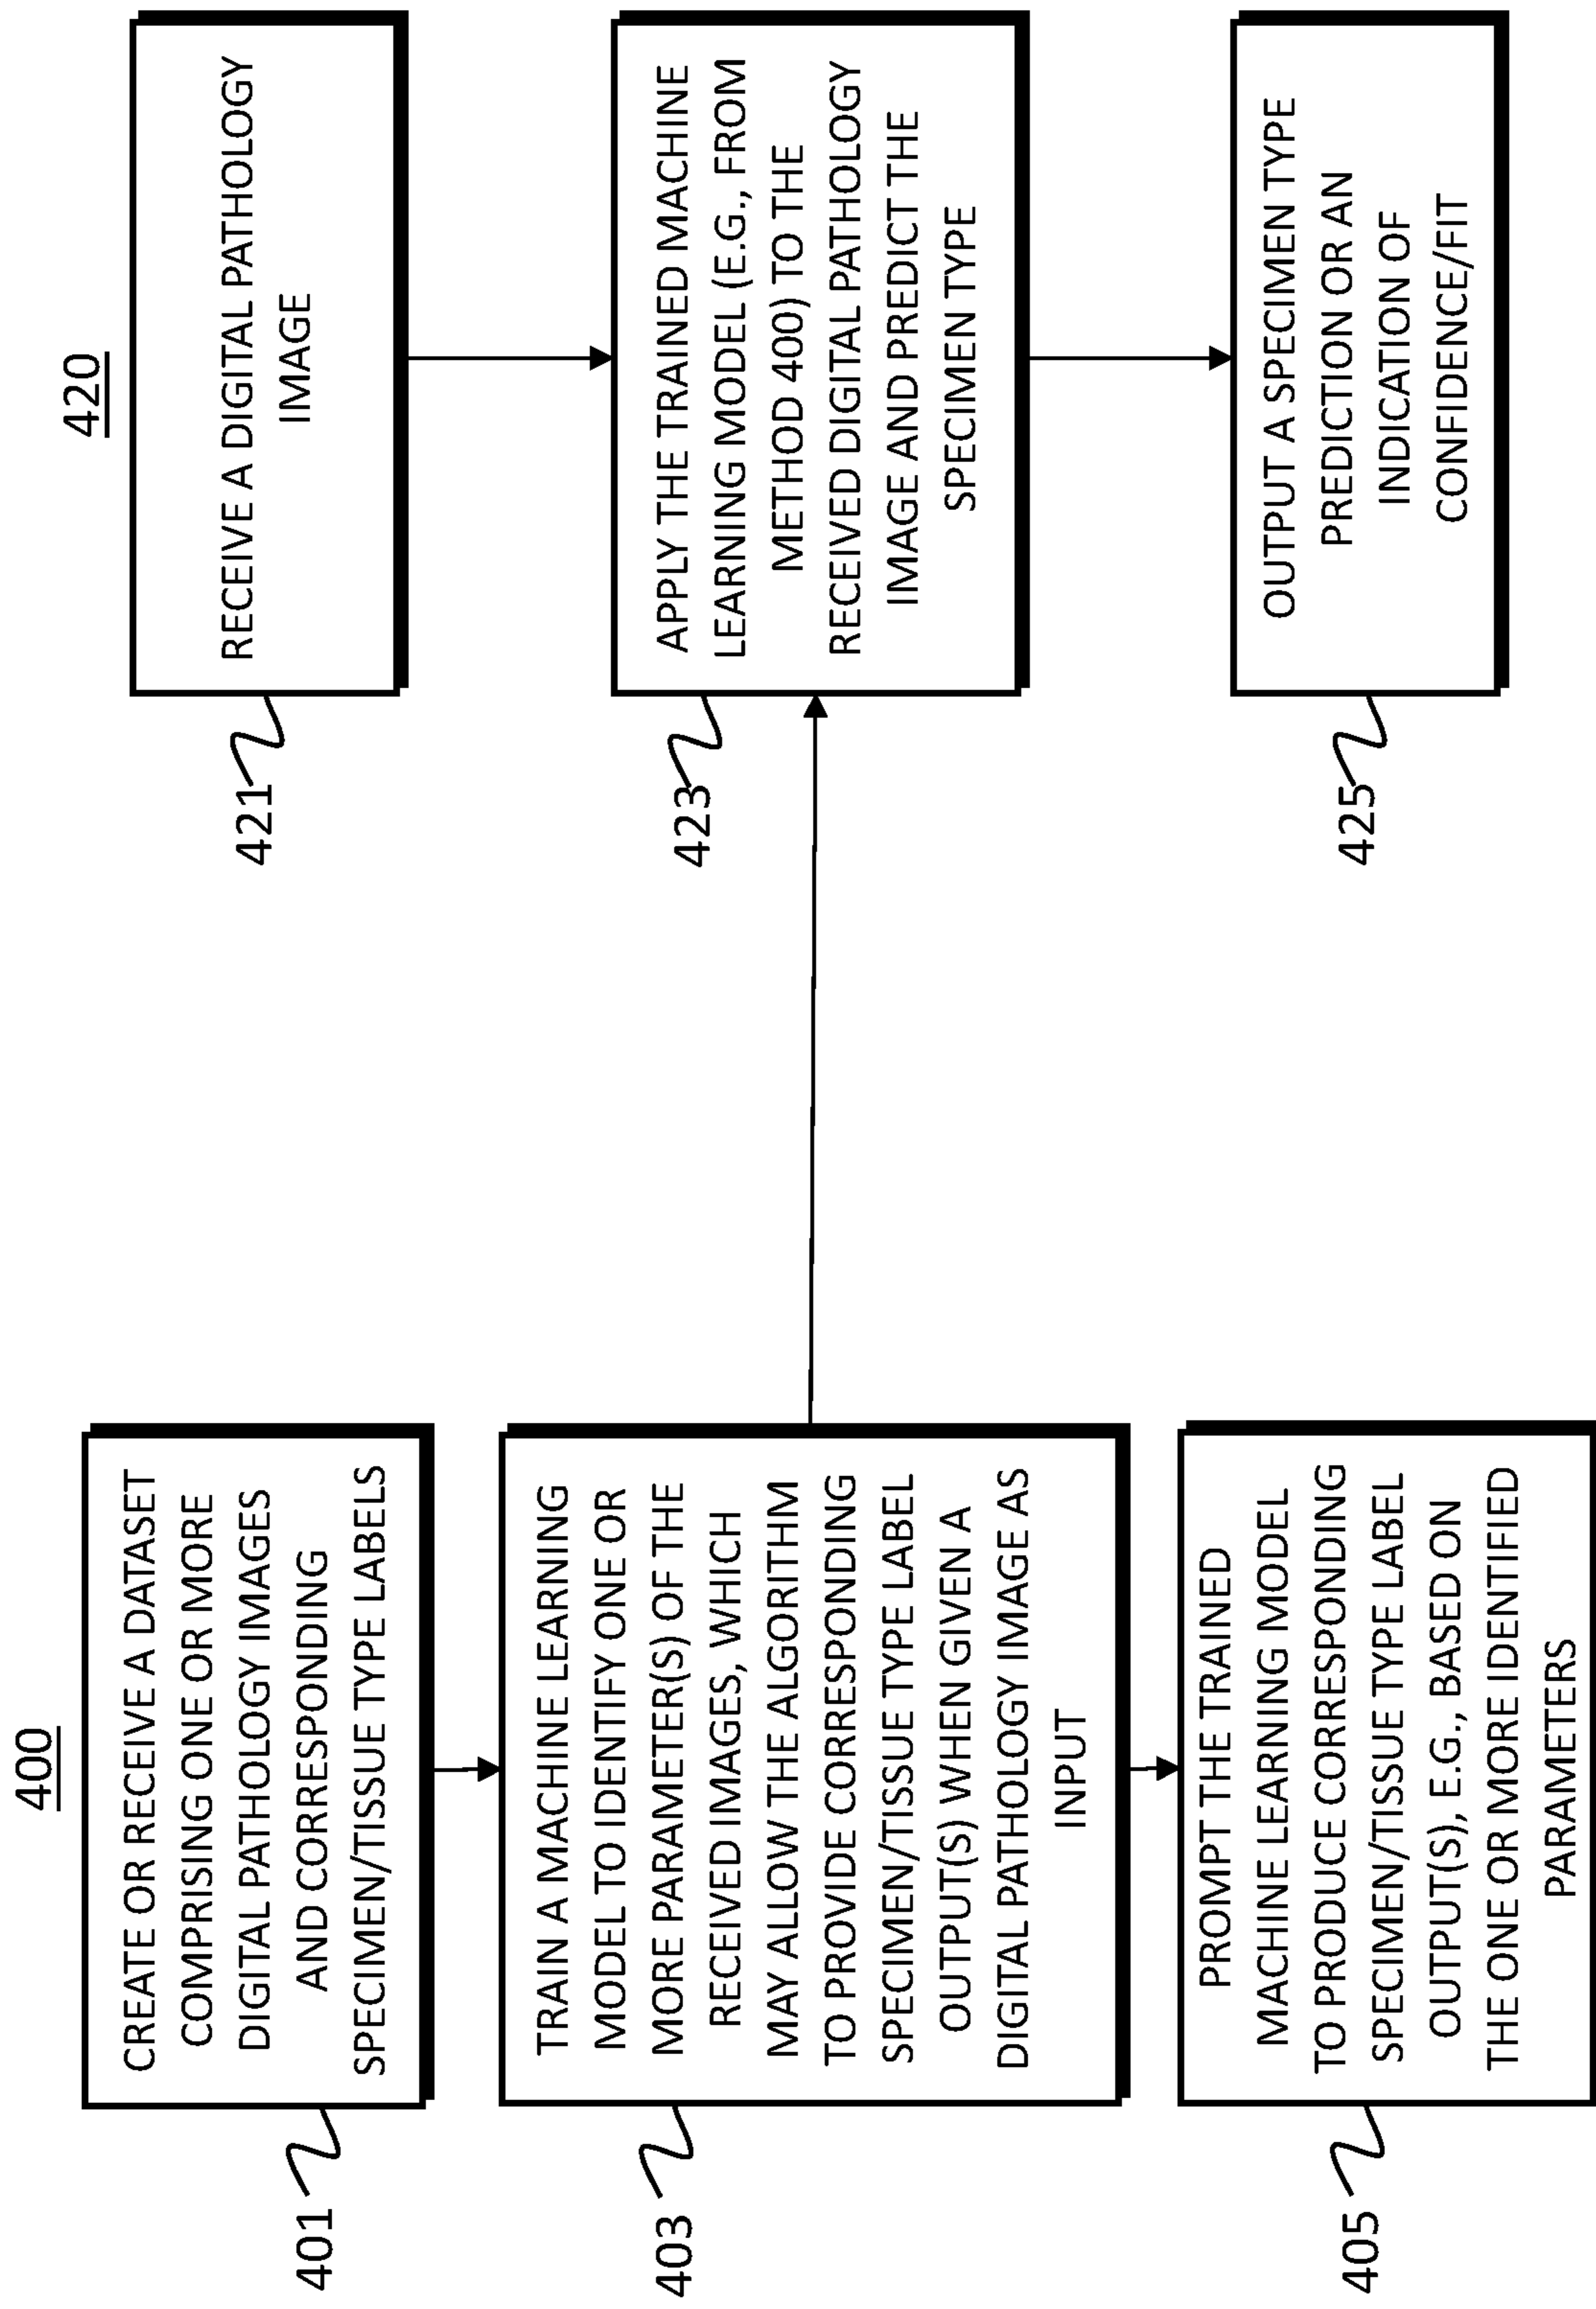 400
401
CREATE OR RECEIVE A DATASET
COMPRISING ONE OR MORE
DIGITAL PATHOLOGY IMAGES
AND CORRESPONDING
SPECIMEN/TISSUE TYPE LABELS
403
TRAIN A MACHINE LEARNING
MODEL TO IDENTIFY ONE OR
MORE PARAMETER(S) OF THE
RECEIVED IMAGES, WHICH
MAY ALLOW THE ALGORITHM
TO PROVIDE CORRESPONDING
SPECIMEN/TISSUE TYPE LABEL
OUTPUT(S) WHEN GIVEN A
DIGITAL PATHOLOGY IMAGE AS
INPUT
405
PROMPT THE TRAINED
MACHINE LEARNING MODEL
TO PRODUCE CORRESPONDING
SPECIMEN/TISSUE TYPE LABEL
OUTPUT(S), E.G., BASED ON
THE ONE OR MORE IDENTIFIED
PARAMETERS
420
421
RECEIVE A DIGITAL PATHOLOGY
IMAGE
423
APPLY THE TRAINED MACHINE
LEARNING MODEL (E.G., FROM
METHOD 400) TO THE
RECEIVED DIGITAL PATHOLOGY
IMAGE AND PREDICT THE
SPECIMEN TYPE
425
OUTPUT A SPECIMEN TYPE
PREDICTION OR AN
INDICATION OF
CONFIDENCE/FIT